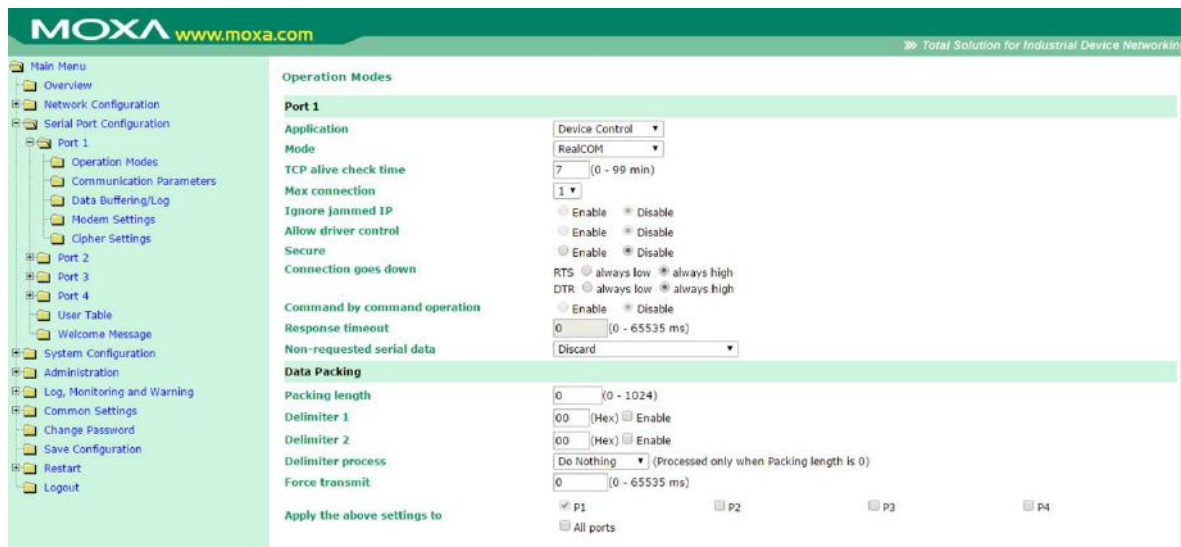 MOXA www.moxa.com
Total Solution for Industrial Device Networkin
Main Menu
Overview
Network Configuration
Serial Port Configuration
Port 1
Operation Modes
Communication Parameters
Data Buffering/Log
Modem Settings
Cipher Settings
Port 2
Port 3
Port 4
User Table
Welcome Message
System Configuration
Administration
Log, Monitoring and Warning
Common Settings
Change Password
Save Configuration
Restart
Logout
Operation Modes
Port 1
Application Device Control
Mode RealCOM
TCP alive check time 7 (0 - 99 min)
Max connection 1
Ignore jammed IP Enable Disable
Allow driver control Enable Disable
Secure Enable Disable
Connection goes down RTS always low always high
DTR always low always high
Command by command operation Enable Disable
Response timeout 0 (0 - 65535 ms)
Non-requested serial data Discard
Data Packing
Packing length 0 (0 - 1024)
Delimiter 1 00 (Hex) Enable
Delimiter 2 00 (Hex) Enable
Delimiter process Do Nothing (Processed only when Packing length is 0)
Force transmit 0 (0 - 65535 ms)
Apply the above settings to P1 P2 P3 P4
All ports